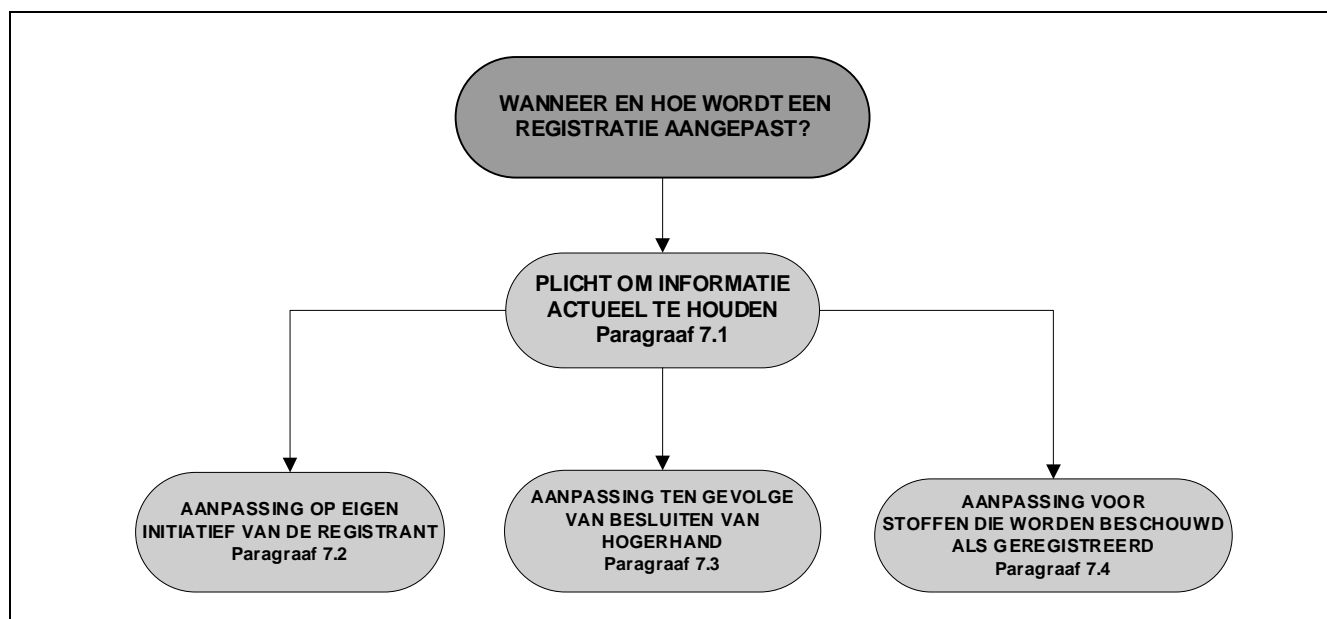 WANNEER EN HOE WORDT EEN
REGISTRATIE AANGEPAST?
PLICHT OM INFORMATIE
ACTUEEL TE HOUDEN
Paragraaf 7.1
AANPASSING OP EIGEN
INITIATIEF VAN DE REGISTRANT
Paragraaf 7.2
AANPASSING TEN GEVOLGE
VAN BESLUITEN VAN
HOGERHAND
Paragraaf 7.3
AANPASSING VOOR
STOFFEN DIE WORDEN BESCHOUWD
ALS GEREGISTREERD
Paragraaf 7.4